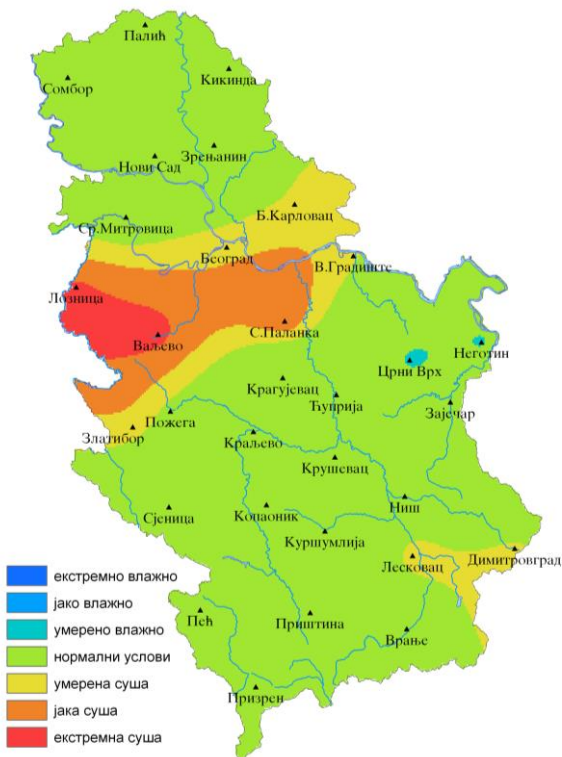 Палић
Кикинда
Сомбор
Зрењанин
Нови Сад
Б.Карловац
Ср.Митровица
Београд
В.Градиште
Лозница
С.Паланка
Ваљево
Неготин
Црни Врх
Крагујевац
Ћуприја
Зајечар
Пожега
Златибор
Краљево
Крушевац
Ниш
Сјеница
Копаоник
Куршумлија
Димитровград
Лесковац
Пећ
Приштина
Врање
Призрен
екстремно влажно
јако влажно
умерено влажно
нормални услови
умерена суша
јака суша
екстремна суша